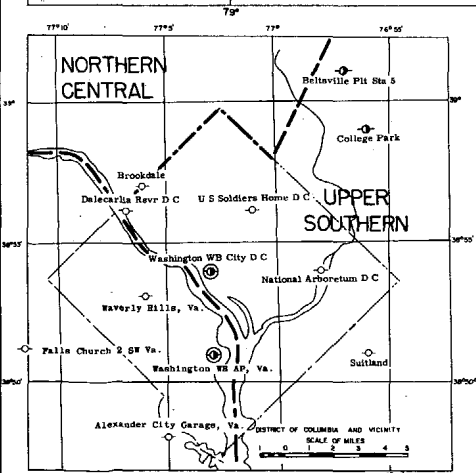 79°
77°10'
77°5'
77°0'
76°55'
NORTHERN
CENTRAL
Beltsville Plt Sta 5
39°
39°
College Park
Brookdale
Dalecarlia Rsvr D C
U S Soldiers Home D C
UPPER
SOUTHERN
38°55'
38°55'
Washington WB City D C
National Arboretum D C
Waverly Hills, Va.
Falls Church 2 SW Va.
Washington WB AP, Va.
Suitland
38°50'
38°50'
Alexander City Garage, Va.
DISTRICT OF COLUMBIA AND VICINITY
SCALE OF MILES
1 0 1 2 3 4 5